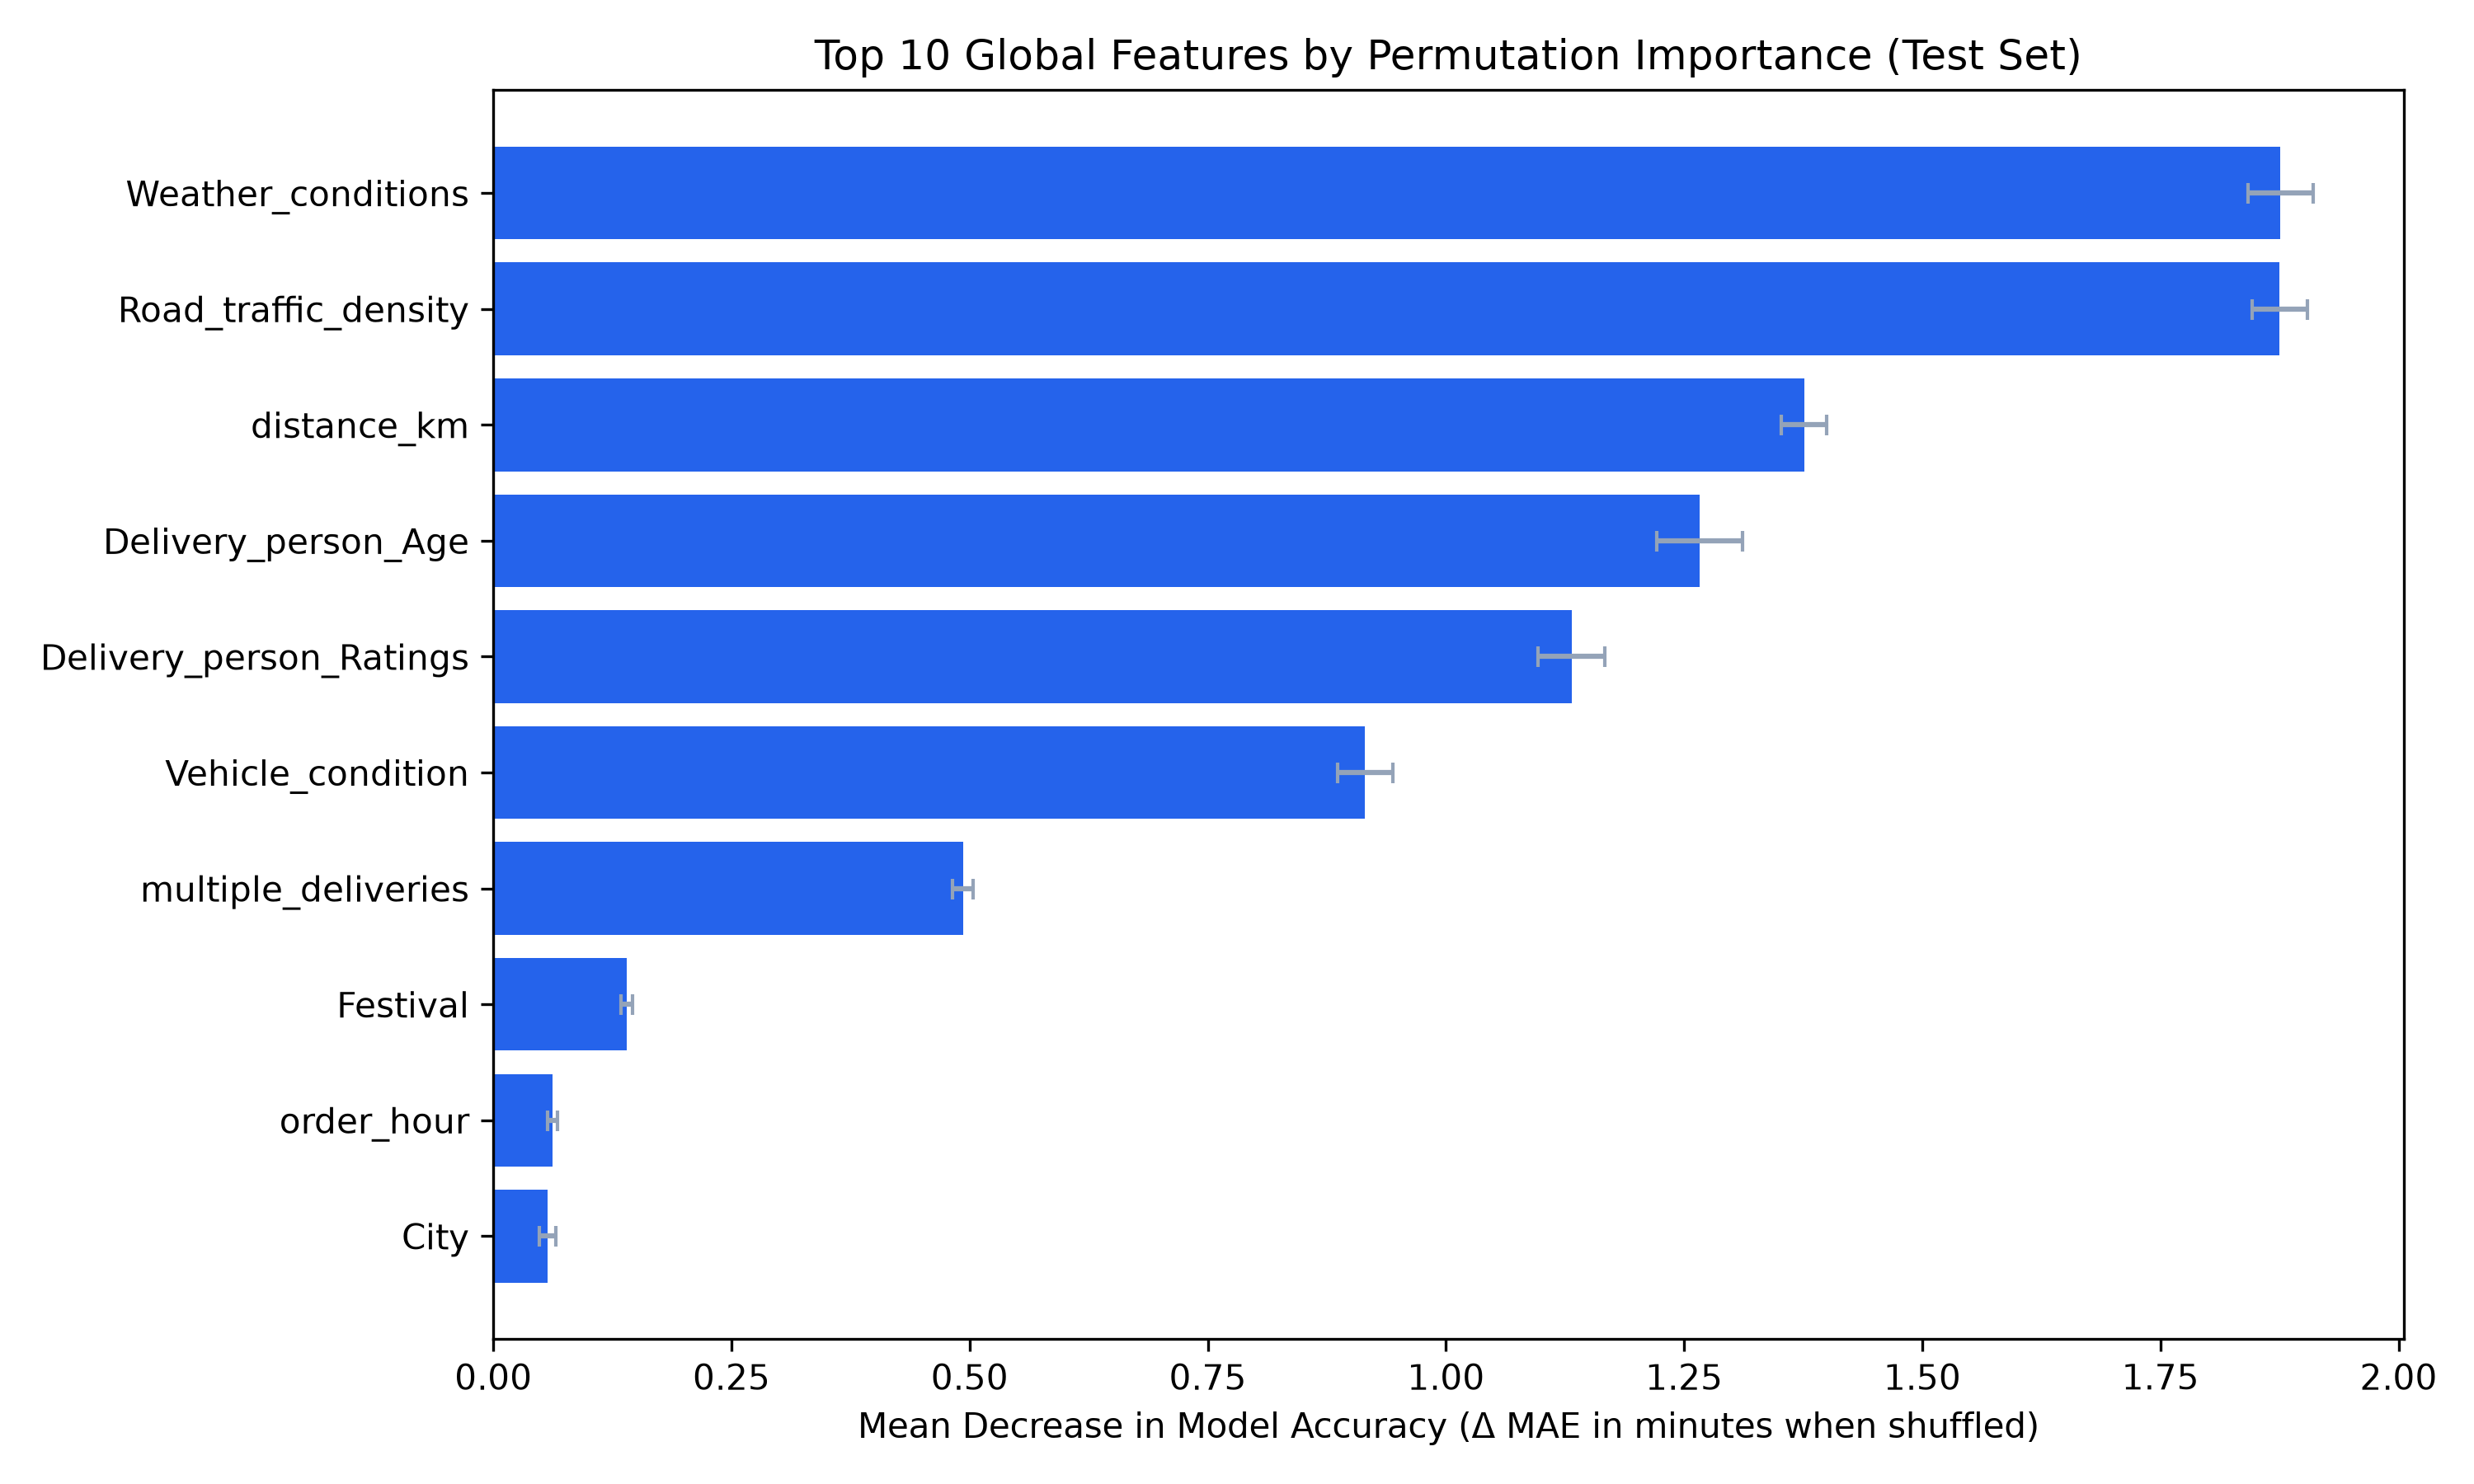 Top 10 Global Features by Permutation Importance (Test Set)
Weather_conditions
Road_traffic_density
distance_km
Delivery_person_Age
Delivery_person_Ratings
Vehicle_condition
multiple_deliveries
Festival
order_hour
City
0.00 0.25 0.50 0.75 1.00 1.25 1.50 1.75 2.00
Mean Decrease in Model Accuracy (Δ MAE in minutes when shuffled)